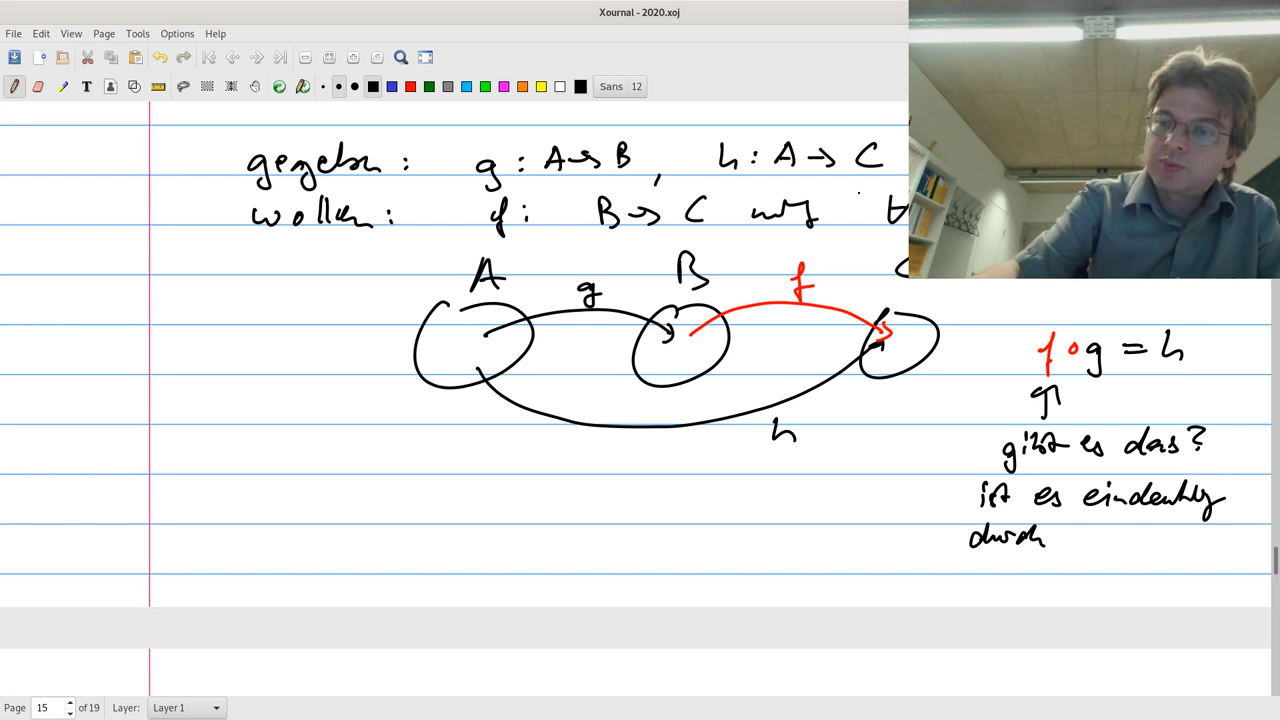 Xournal - 2020.xoj
File Edit View Page Tools Options Help
T Sans 12
gegeben: g: A → B, h: A → C
wollen: f: B → C mit
A B f
g
f ∘ g = h
h
gibt es das?
ist es eindeutig
durch
Page 15 of 19 Layer: Layer 1